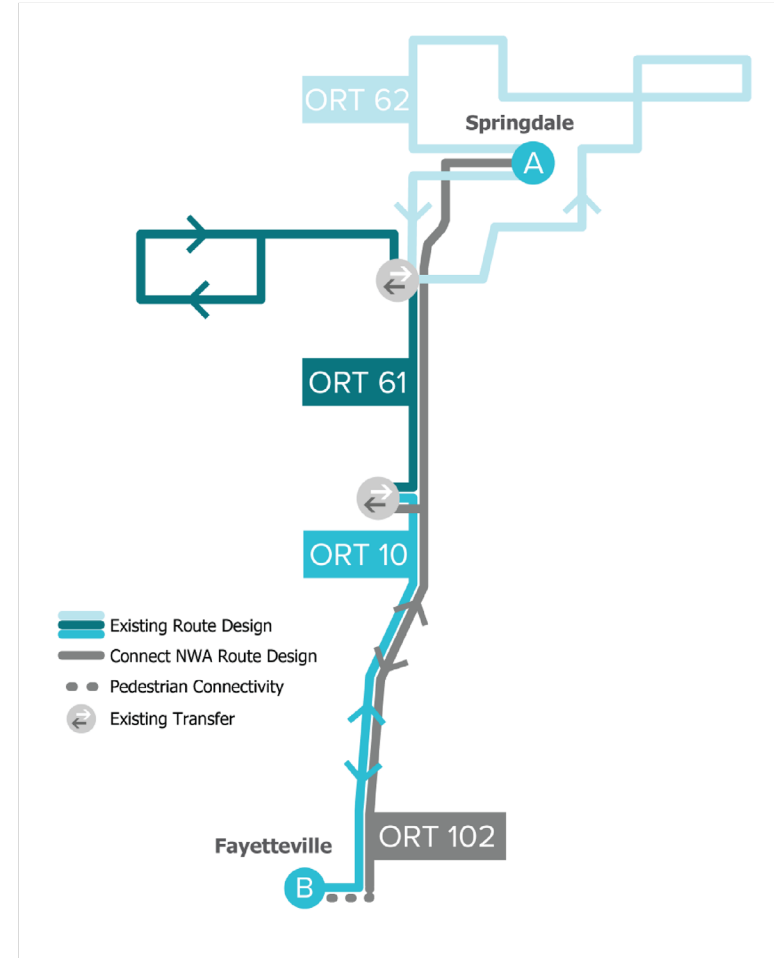 ORT 62
Springdale
A
ORT 61
ORT 10
Existing Route Design
Connect NWA Route Design
Pedestrian Connectivity
Existing Transfer
ORT 102
Fayetteville
B